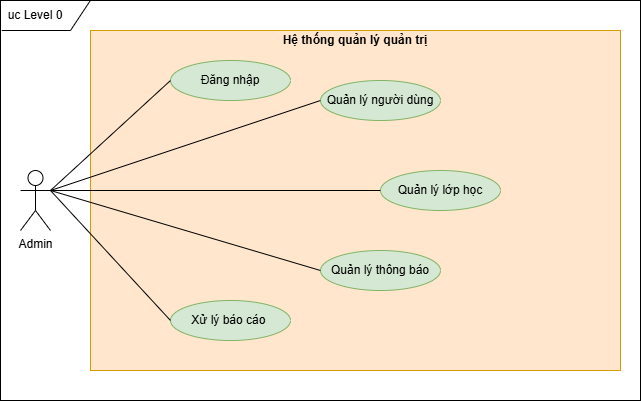 uc Level 0
Hệ thống quản lý quản trị
Đăng nhập
Quản lý người dùng
Quản lý lớp học
Admin
Quản lý thông báo
Xử lý báo cáo